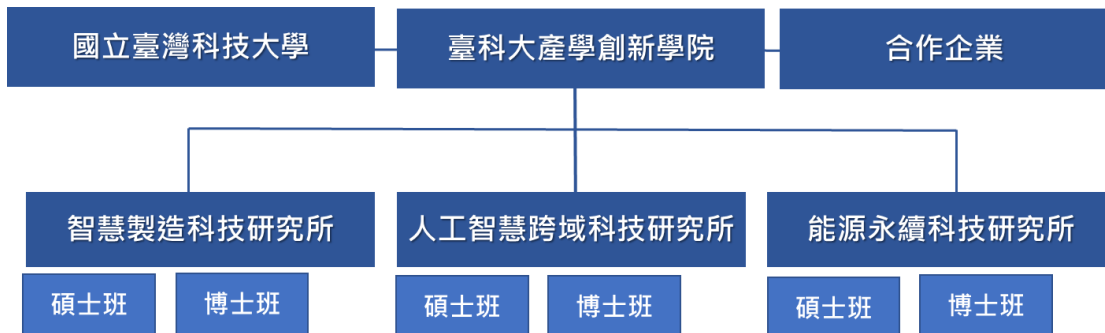 國立臺灣科技大學
臺科大產學創新學院
合作企業
智慧製造科技研究所
人工智慧跨域科技研究所
能源永續科技研究所
碩士班
博士班
碩士班
博士班
碩士班
博士班